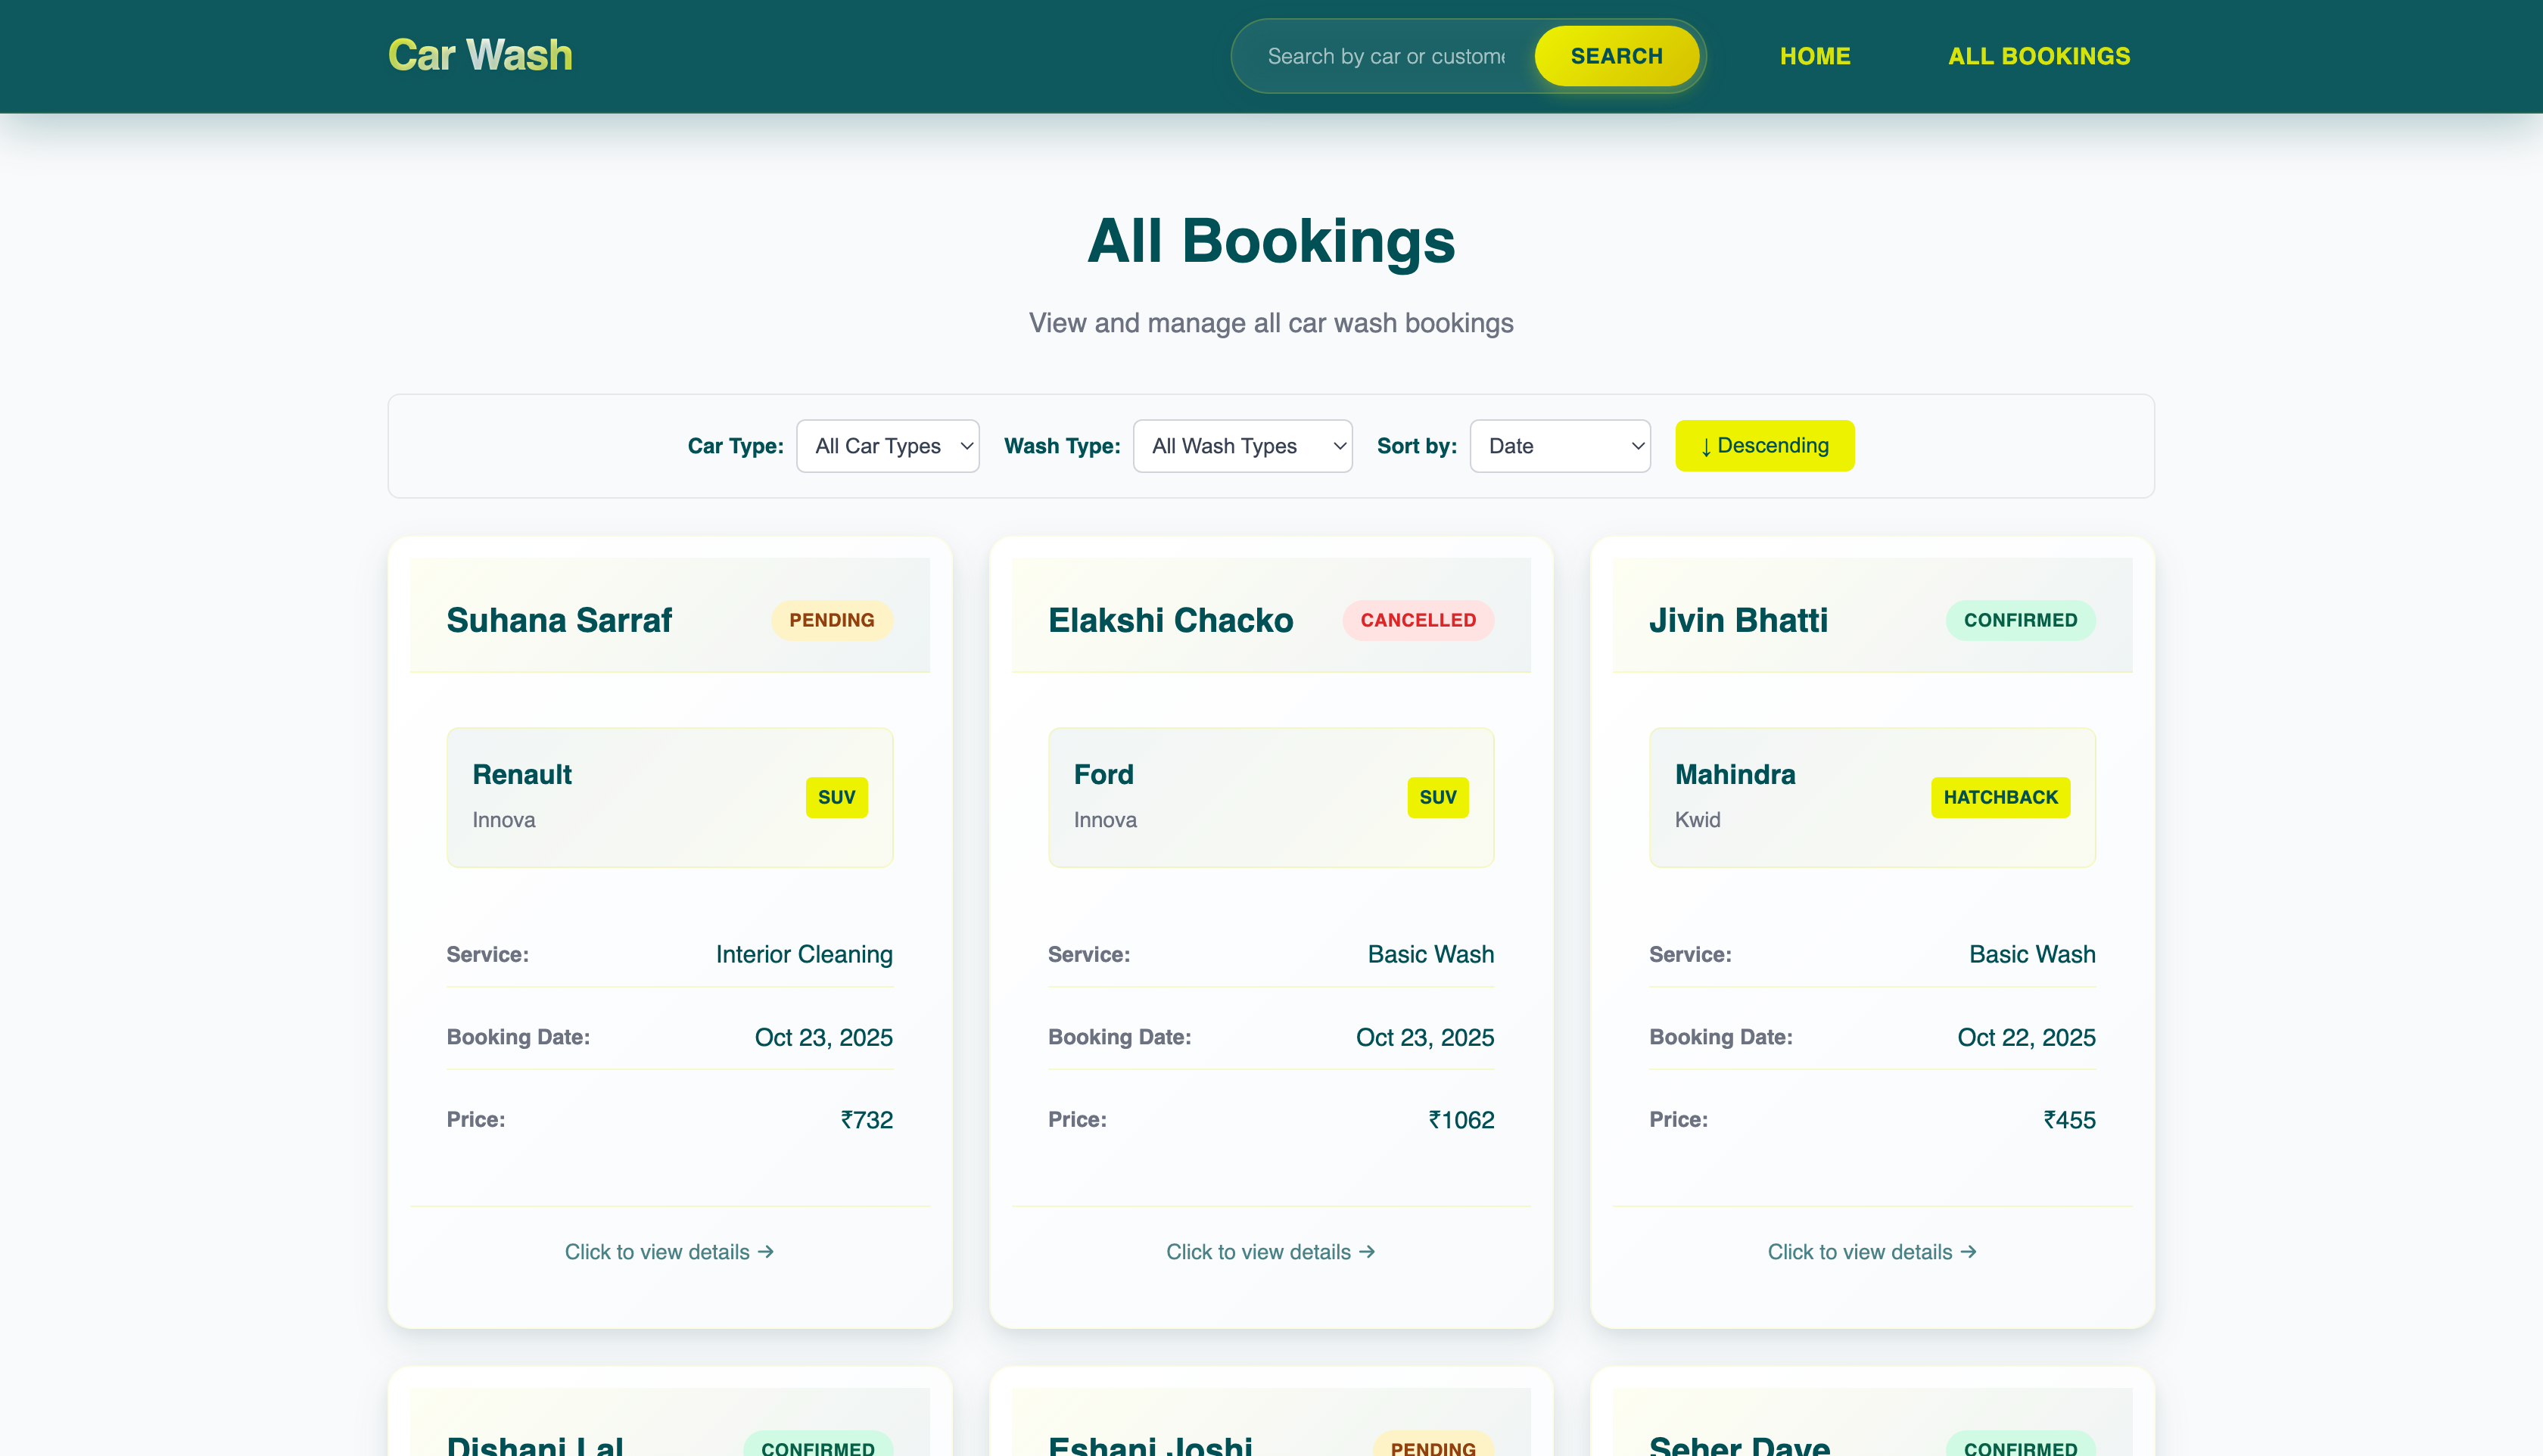 Car Wash
Search by car or custome
SEARCH
HOME
ALL BOOKINGS
All Bookings
View and manage all car wash bookings
Car Type:
All Car Types
Wash Type:
All Wash Types
Sort by:
Date
↓ Descending
Suhana Sarraf
PENDING
Renault
Innova
SUV
Service:
Interior Cleaning
Booking Date:
Oct 23, 2025
Price:
₹732
Click to view details →
Elakshi Chacko
CANCELLED
Ford
Innova
SUV
Service:
Basic Wash
Booking Date:
Oct 23, 2025
Price:
₹1062
Click to view details →
Jivin Bhatti
CONFIRMED
Mahindra
Kwid
HATCHBACK
Service:
Basic Wash
Booking Date:
Oct 22, 2025
Price:
₹455
Click to view details →
Dishani Lal
CONFIRMED
Eshani Joshi
PENDING
Seher Dave
CONFIRMED